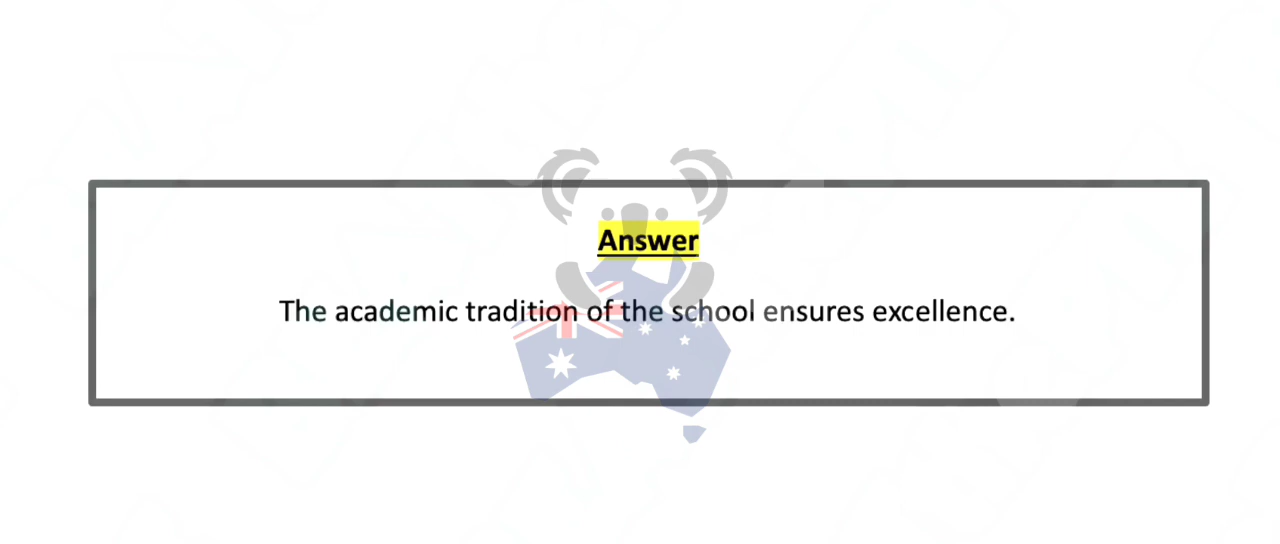 Answer
The academic tradition of the school ensures excellence.